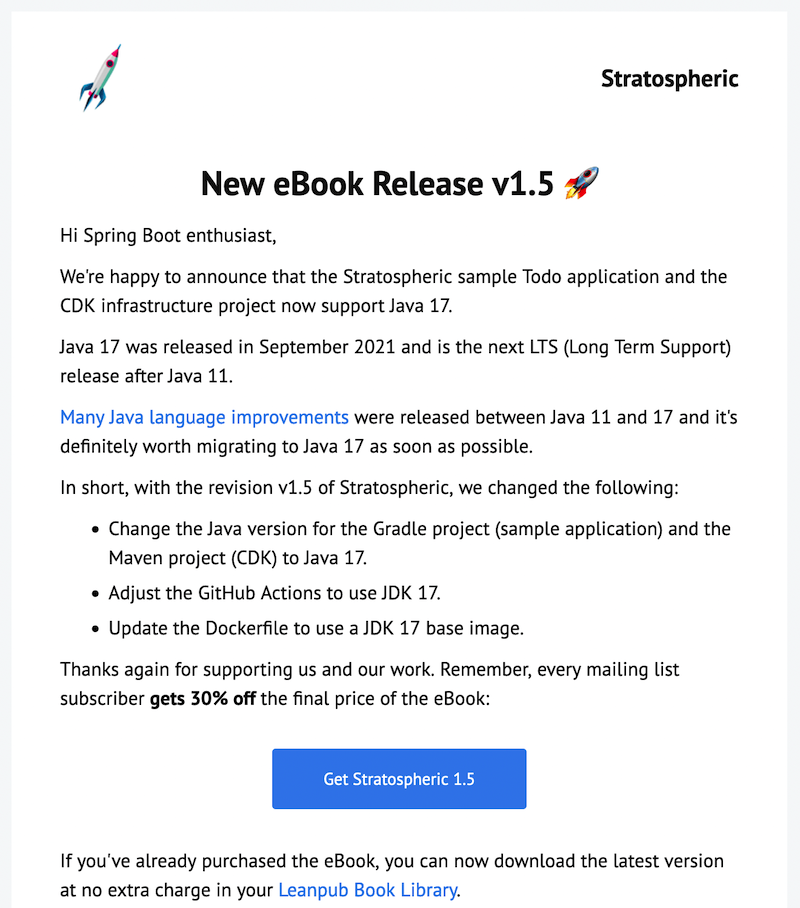 Stratospheric
New eBook Release v1.5 🚀
Hi Spring Boot enthusiast,
We're happy to announce that the Stratospheric sample Todo application and the
CDK infrastructure project now support Java 17.
Java 17 was released in September 2021 and is the next LTS (Long Term Support)
release after Java 11.
Many Java language improvements were released between Java 11 and 17 and it's
definitely worth migrating to Java 17 as soon as possible.
In short, with the revision v1.5 of Stratospheric, we changed the following:
• Change the Java version for the Gradle project (sample application) and the
Maven project (CDK) to Java 17.
• Adjust the GitHub Actions to use JDK 17.
• Update the Dockerfile to use a JDK 17 base image.
Thanks again for supporting us and our work. Remember, every mailing list
subscriber gets 30% off the final price of the eBook:
Get Stratospheric 1.5
If you've already purchased the eBook, you can now download the latest version
at no extra charge in your Leanpub Book Library.